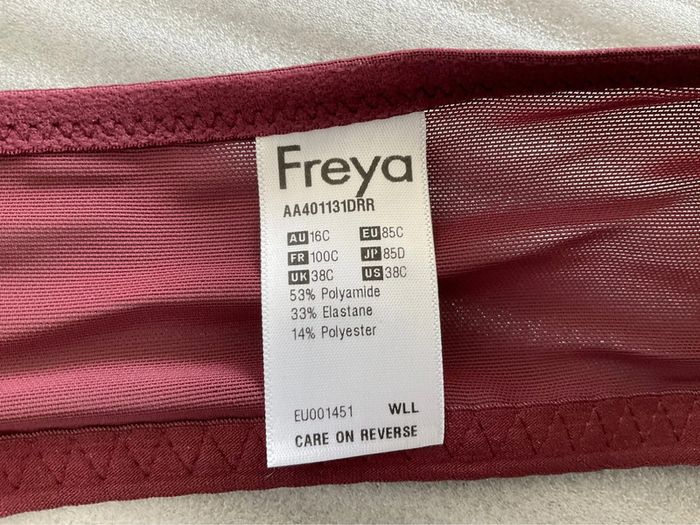 Freya
AA401131DRR
AU 16C EU 85C
FR 100C JP 85D
UK 38C US 38C
53% Polyamide
33% Elastane
14% Polyester
EU001451 WLL
CARE ON REVERSE